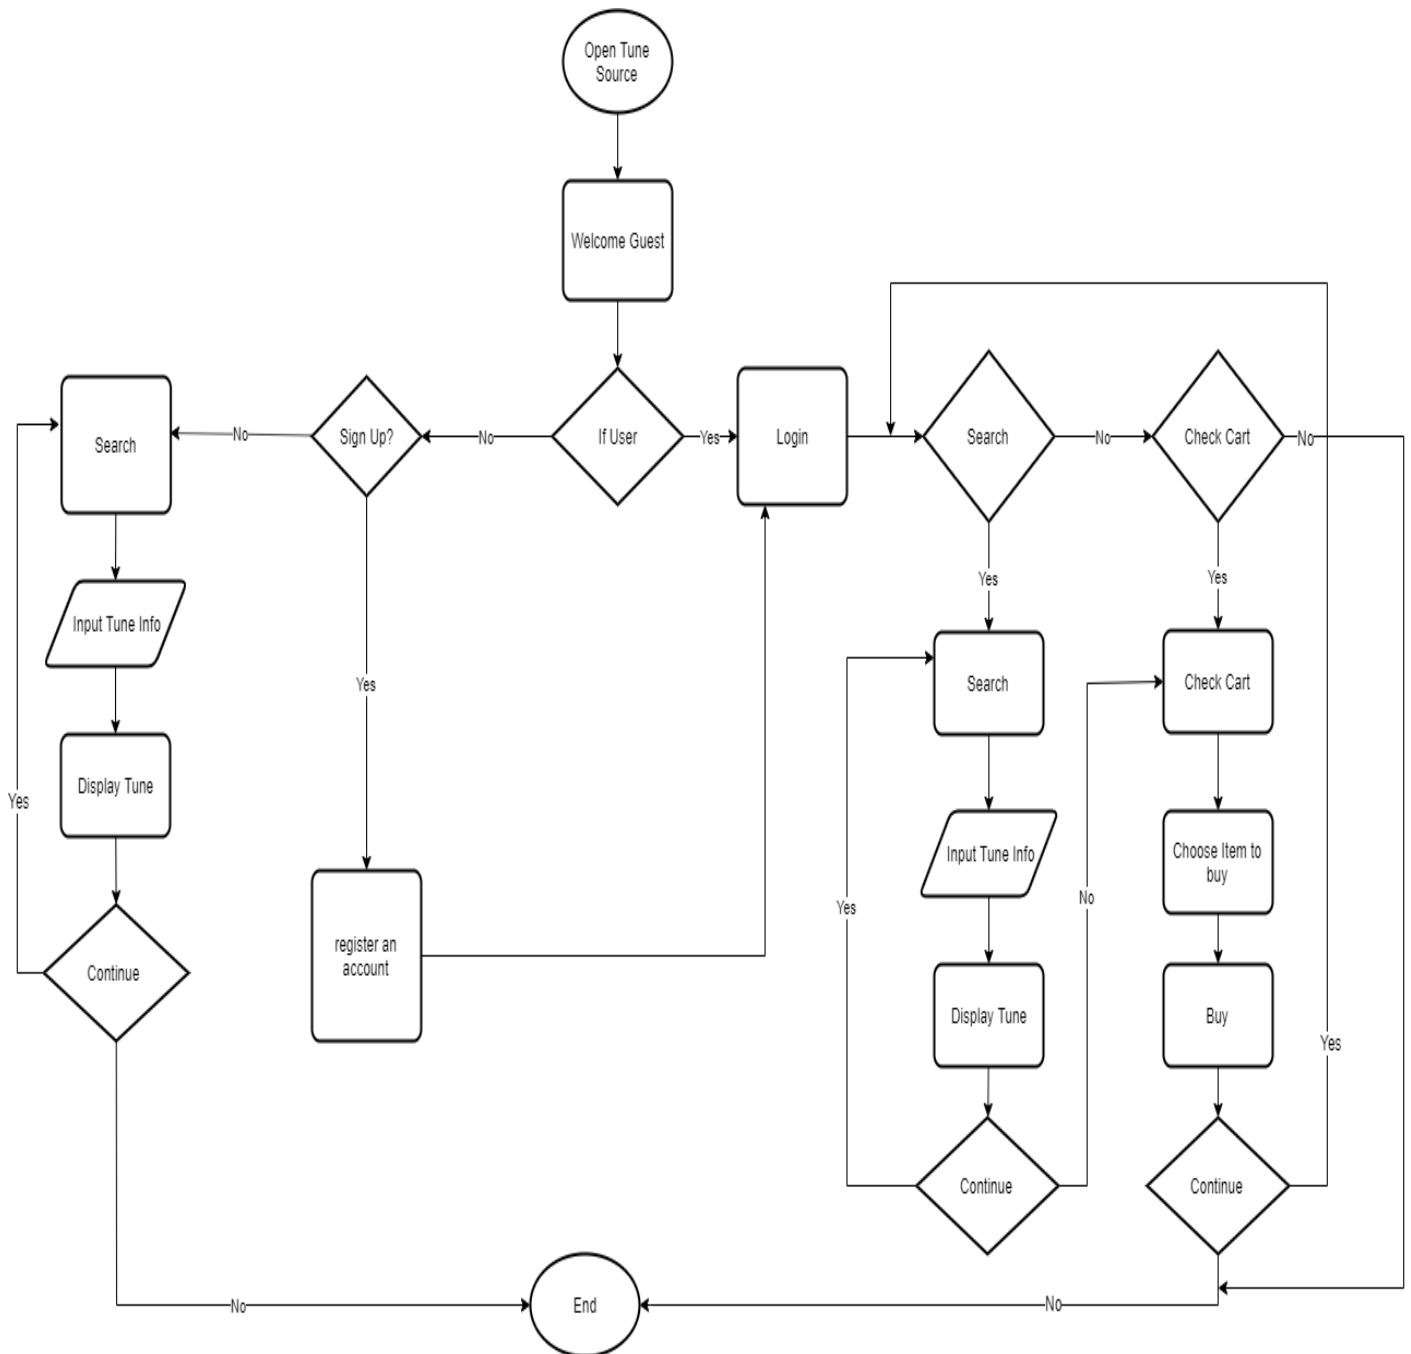 Open Tune
Source
Welcome Guest
If User
Yes
No
Sign Up?
No
Yes
Search
Input Tune Info
Display Tune
Continue
Yes
No
register an
account
Login
Search
No
Yes
Check Cart
No
Yes
Search
Input Tune Info
Display Tune
Continue
Yes
No
Check Cart
Choose Item to
buy
Buy
Continue
Yes
No
End